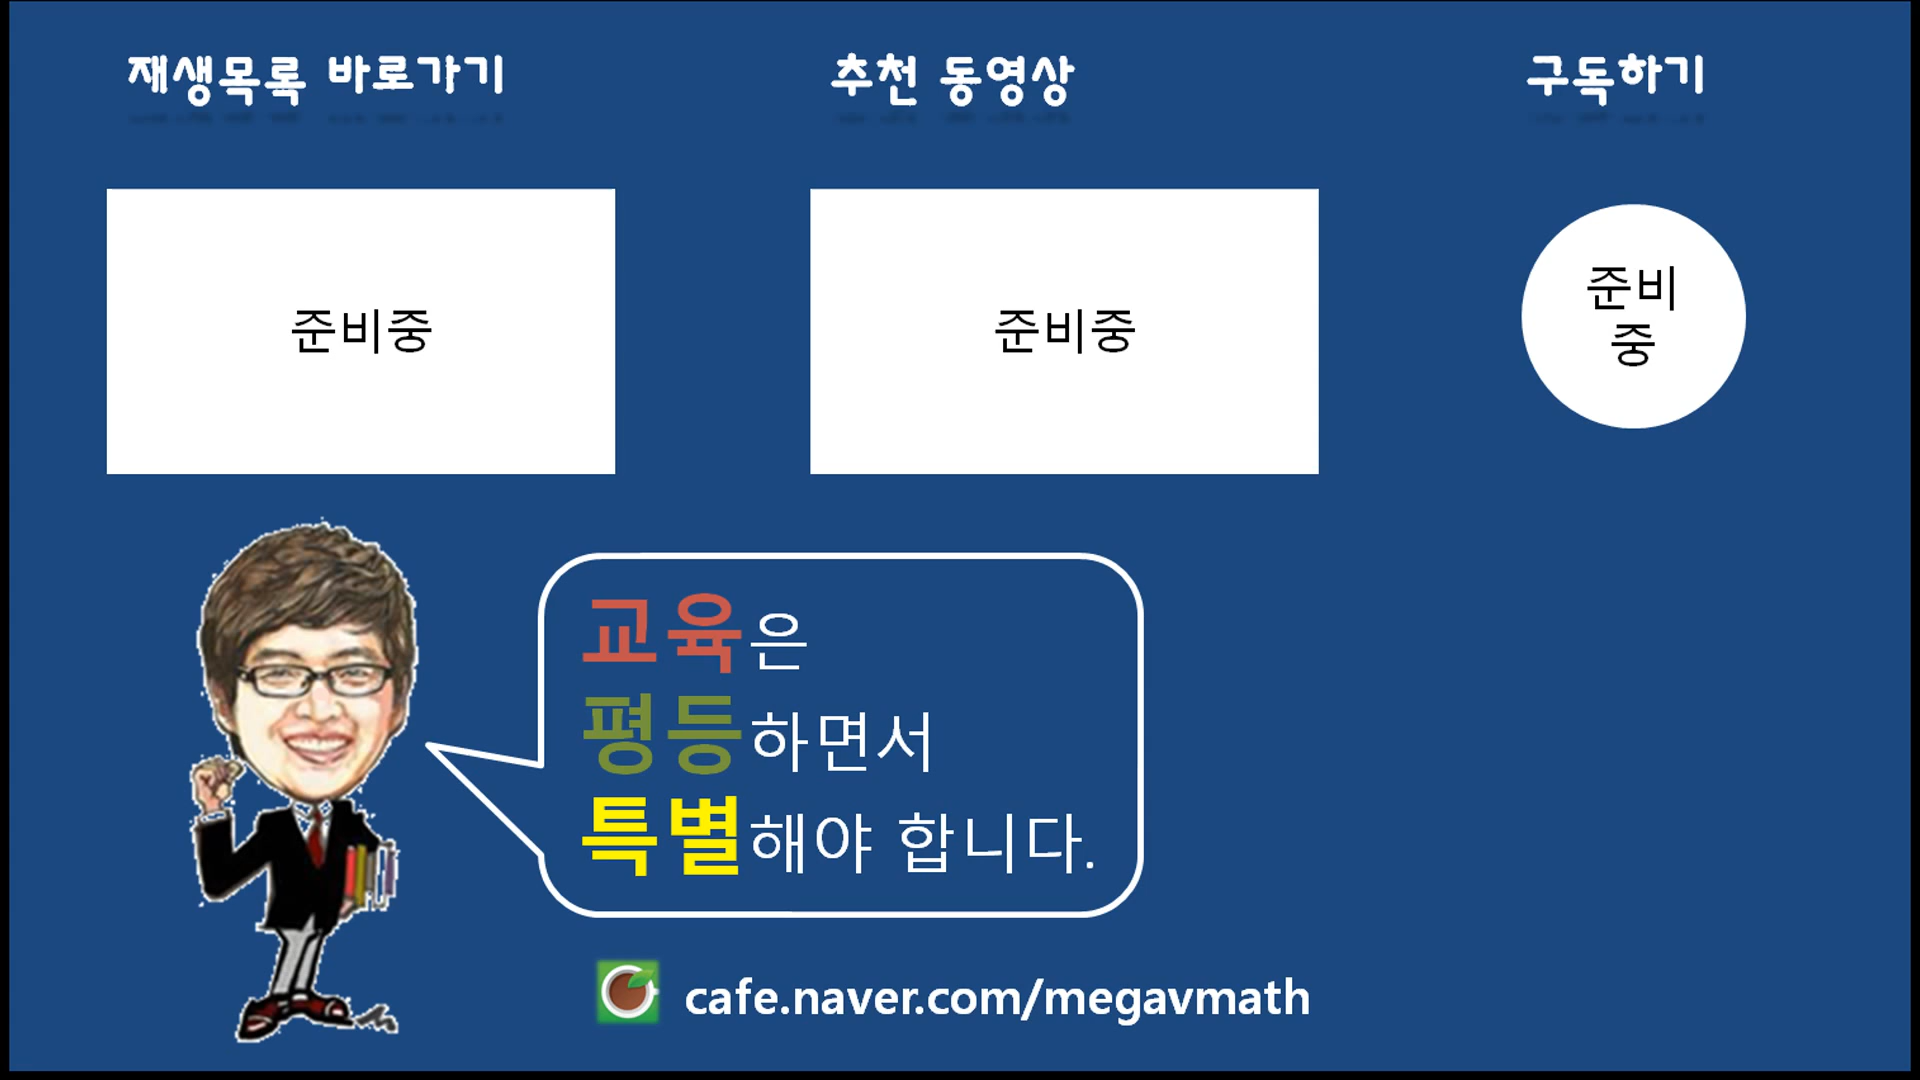 재생목록 바로가기
추천 동영상
구독하기
준비중
준비중
준비
중
교육은
평등하면서
특별해야 합니다.
cafe.naver.com/megavmath